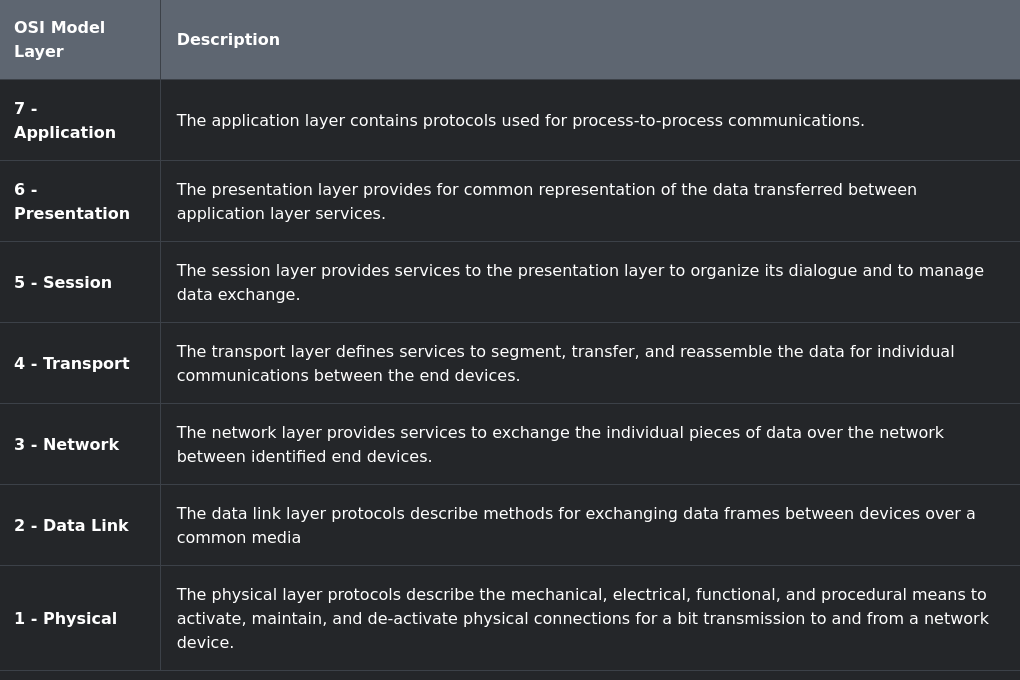 OSI Model
Layer
Description
7 -
Application
The application layer contains protocols used for process-to-process communications.
6 -
Presentation
The presentation layer provides for common representation of the data transferred between
application layer services.
5 - Session
The session layer provides services to the presentation layer to organize its dialogue and to manage
data exchange.
4 - Transport
The transport layer defines services to segment, transfer, and reassemble the data for individual
communications between the end devices.
3 - Network
The network layer provides services to exchange the individual pieces of data over the network
between identified end devices.
2 - Data Link
The data link layer protocols describe methods for exchanging data frames between devices over a
common media
1 - Physical
The physical layer protocols describe the mechanical, electrical, functional, and procedural means to
activate, maintain, and de-activate physical connections for a bit transmission to and from a network
device.